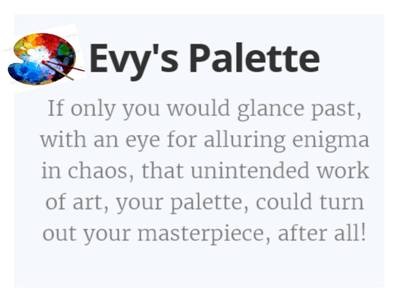 Evy's Palette
If only you would glance past,
with an eye for alluring enigma
in chaos, that unintended work
of art, your palette, could turn
out your masterpiece, after all!